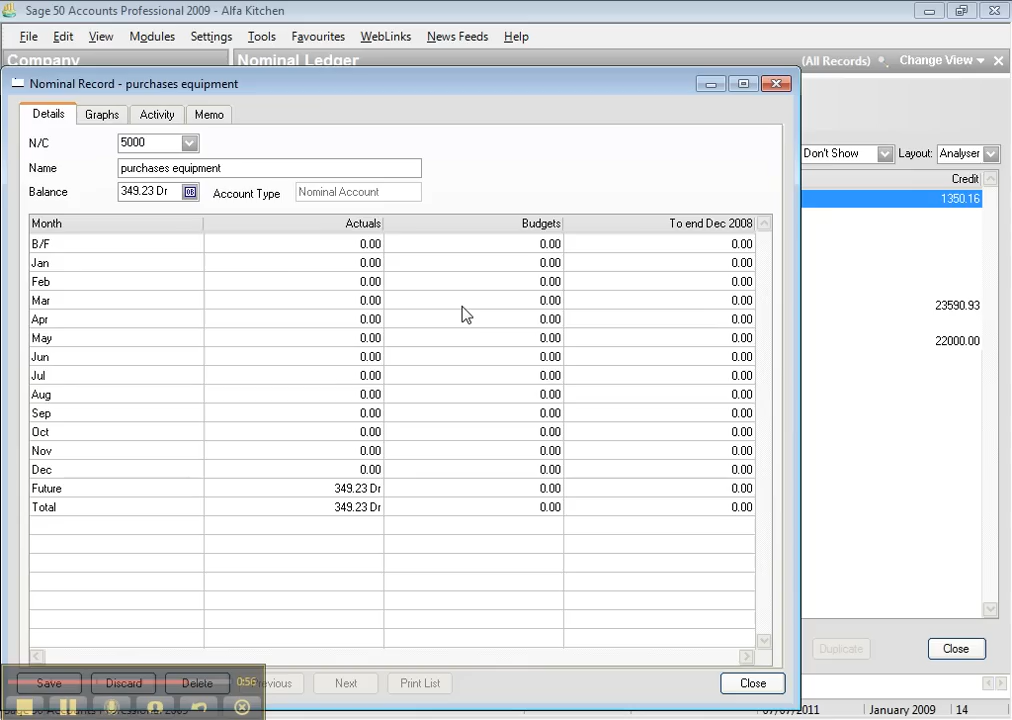 Sage 50 Accounts Professional 2009 - Alfa Kitchen
File Edit View Modules Settings Tools Favourites WebLinks News Feeds Help
Company Nominal Ledger (All Records) Change View
Nominal Record - purchases equipment
Details Graphs Activity Memo
N/C 5000
Name purchases equipment
Balance 349.23 Dr Account Type Nominal Account
Don't Show Layout: Analyser
Credit
1350.16
23590.93
22000.00
Month Actuals Budgets To end Dec 2008
B/F 0.00 0.00 0.00
Jan 0.00 0.00 0.00
Feb 0.00 0.00 0.00
Mar 0.00 0.00 0.00
Apr 0.00 0.00 0.00
May 0.00 0.00 0.00
Jun 0.00 0.00 0.00
Jul 0.00 0.00 0.00
Aug 0.00 0.00 0.00
Sep 0.00 0.00 0.00
Oct 0.00 0.00 0.00
Nov 0.00 0.00 0.00
Dec 0.00 0.00 0.00
Future 349.23 Dr 0.00 0.00
Total 349.23 Dr 0.00 0.00
Save Discard Delete 0:56 evious Next Print List Close
Duplicate Close
January 2009 14